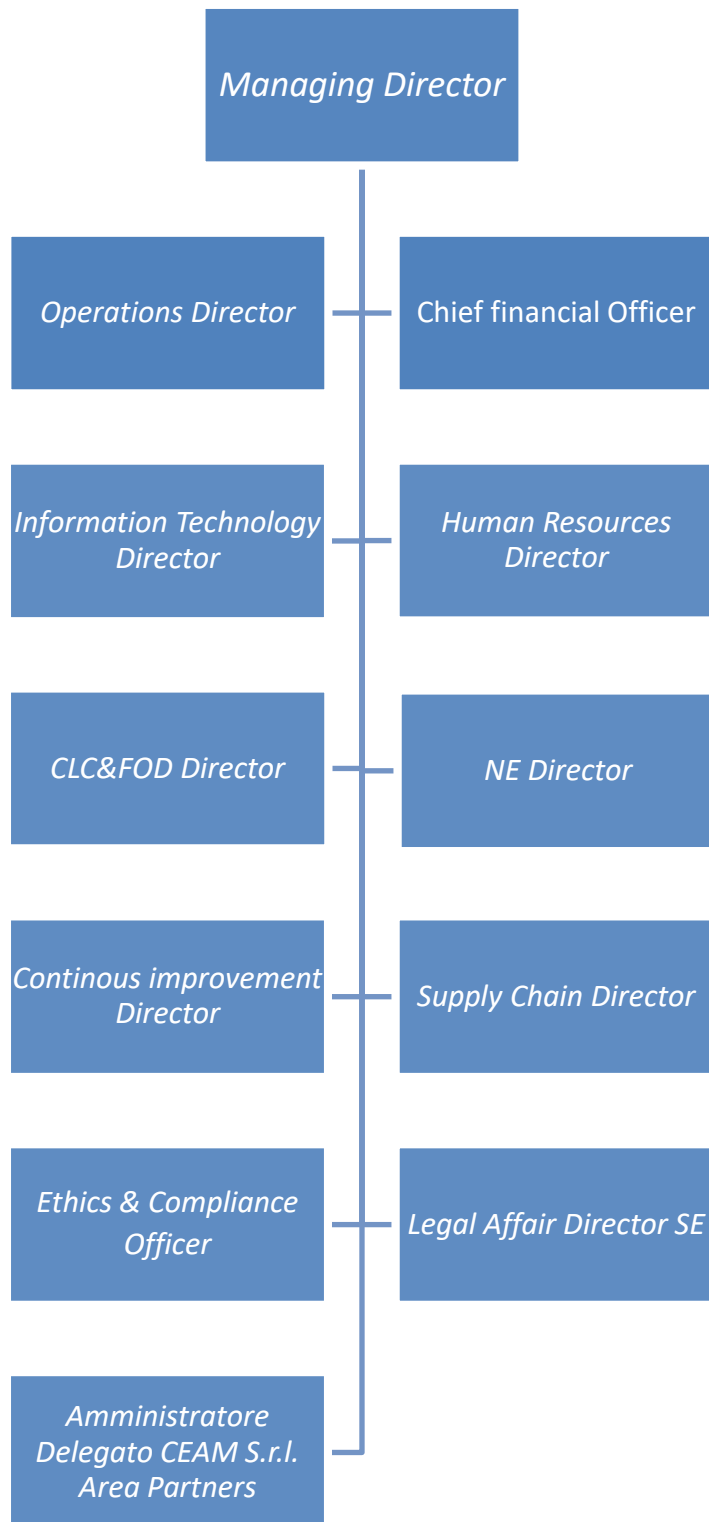 Managing Director
Operations Director
Chief financial Officer
Information Technology
Director
Human Resources
Director
CLC&FOD Director
NE Director
Continous improvement
Director
Supply Chain Director
Ethics & Compliance
Officer
Legal Affair Director SE
Amministratore
Delegato CEAM S.r.l.
Area Partners